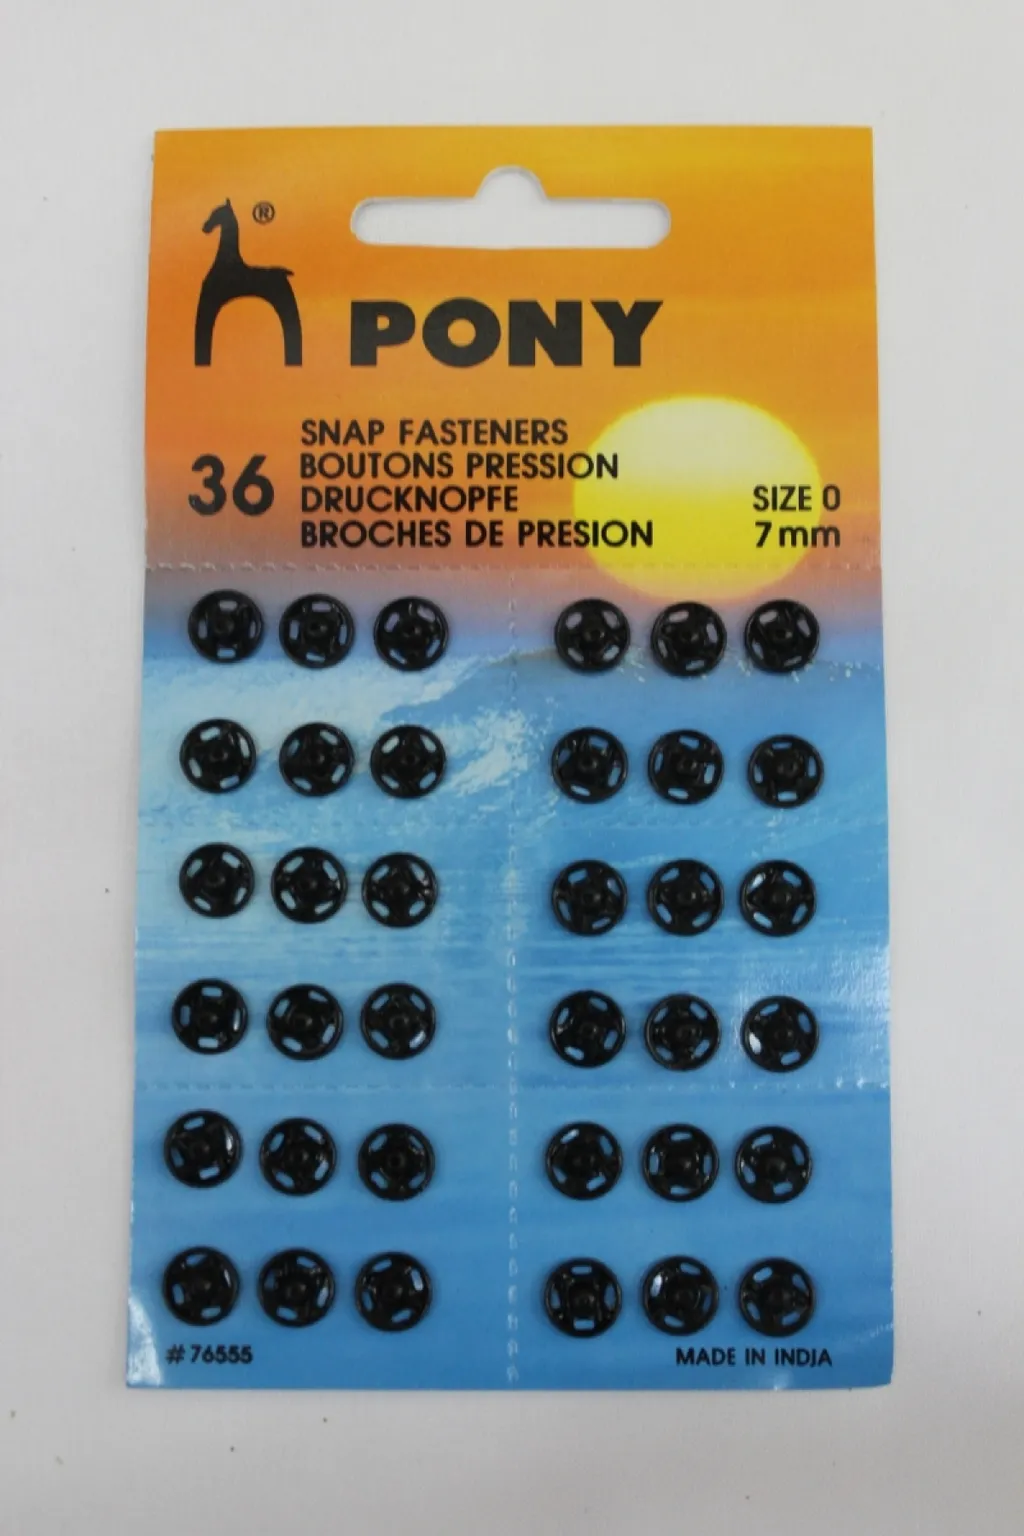 ®
PONY
36
SNAP FASTENERS
BOUTONS PRESSION
DRUCKNOPFE
BROCHES DE PRESION
SIZE 0
7mm
# 76555
MADE IN INDIA